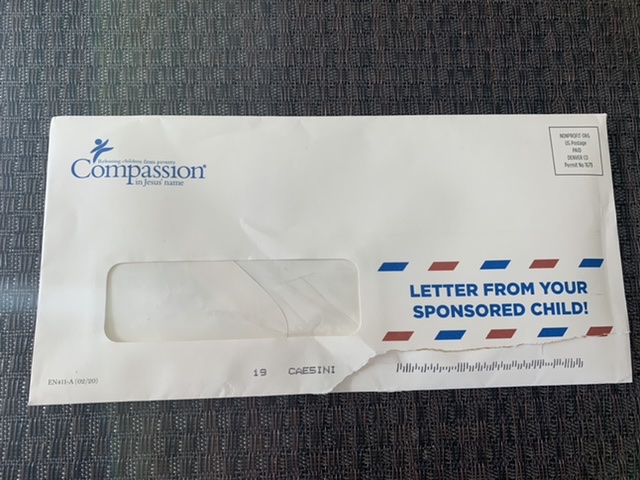 Releasing children from poverty
Compassion®
in Jesus' name
NONPROFIT ORG
US Postage
PAID
DENVER CO
Permit No 1679
LETTER FROM YOUR
SPONSORED CHILD!
19 CAESINI
EN411-A (02/20)